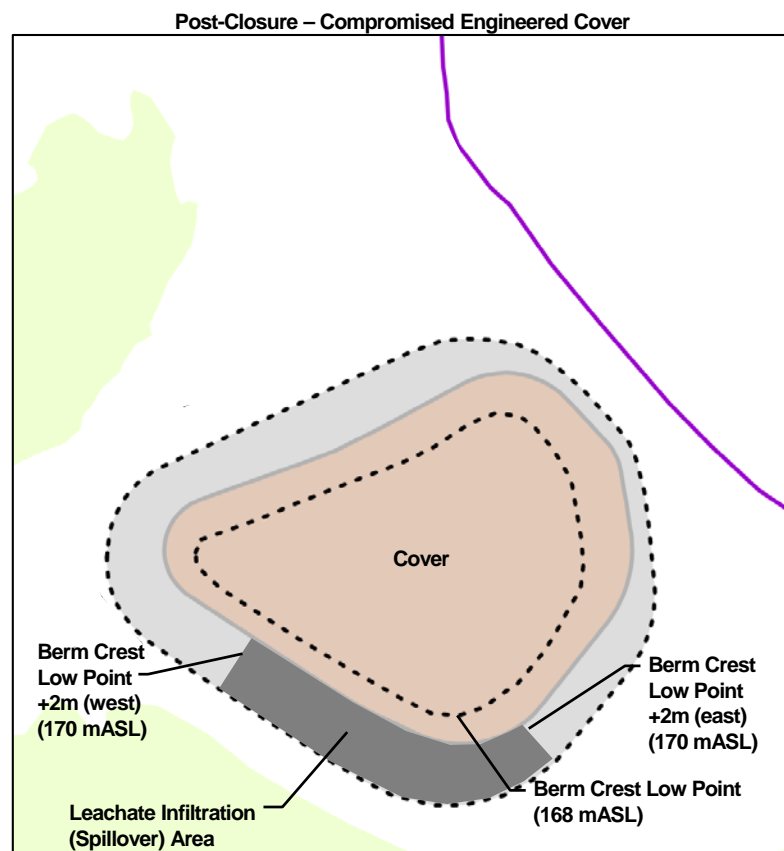 Post-Closure – Compromised Engineered Cover
Cover
Berm Crest
Low Point
+2m (west)
(170 mASL)
Berm Crest
Low Point
+2m (east)
(170 mASL)
Berm Crest Low Point
(168 mASL)
Leachate Infiltration
(Spillover) Area